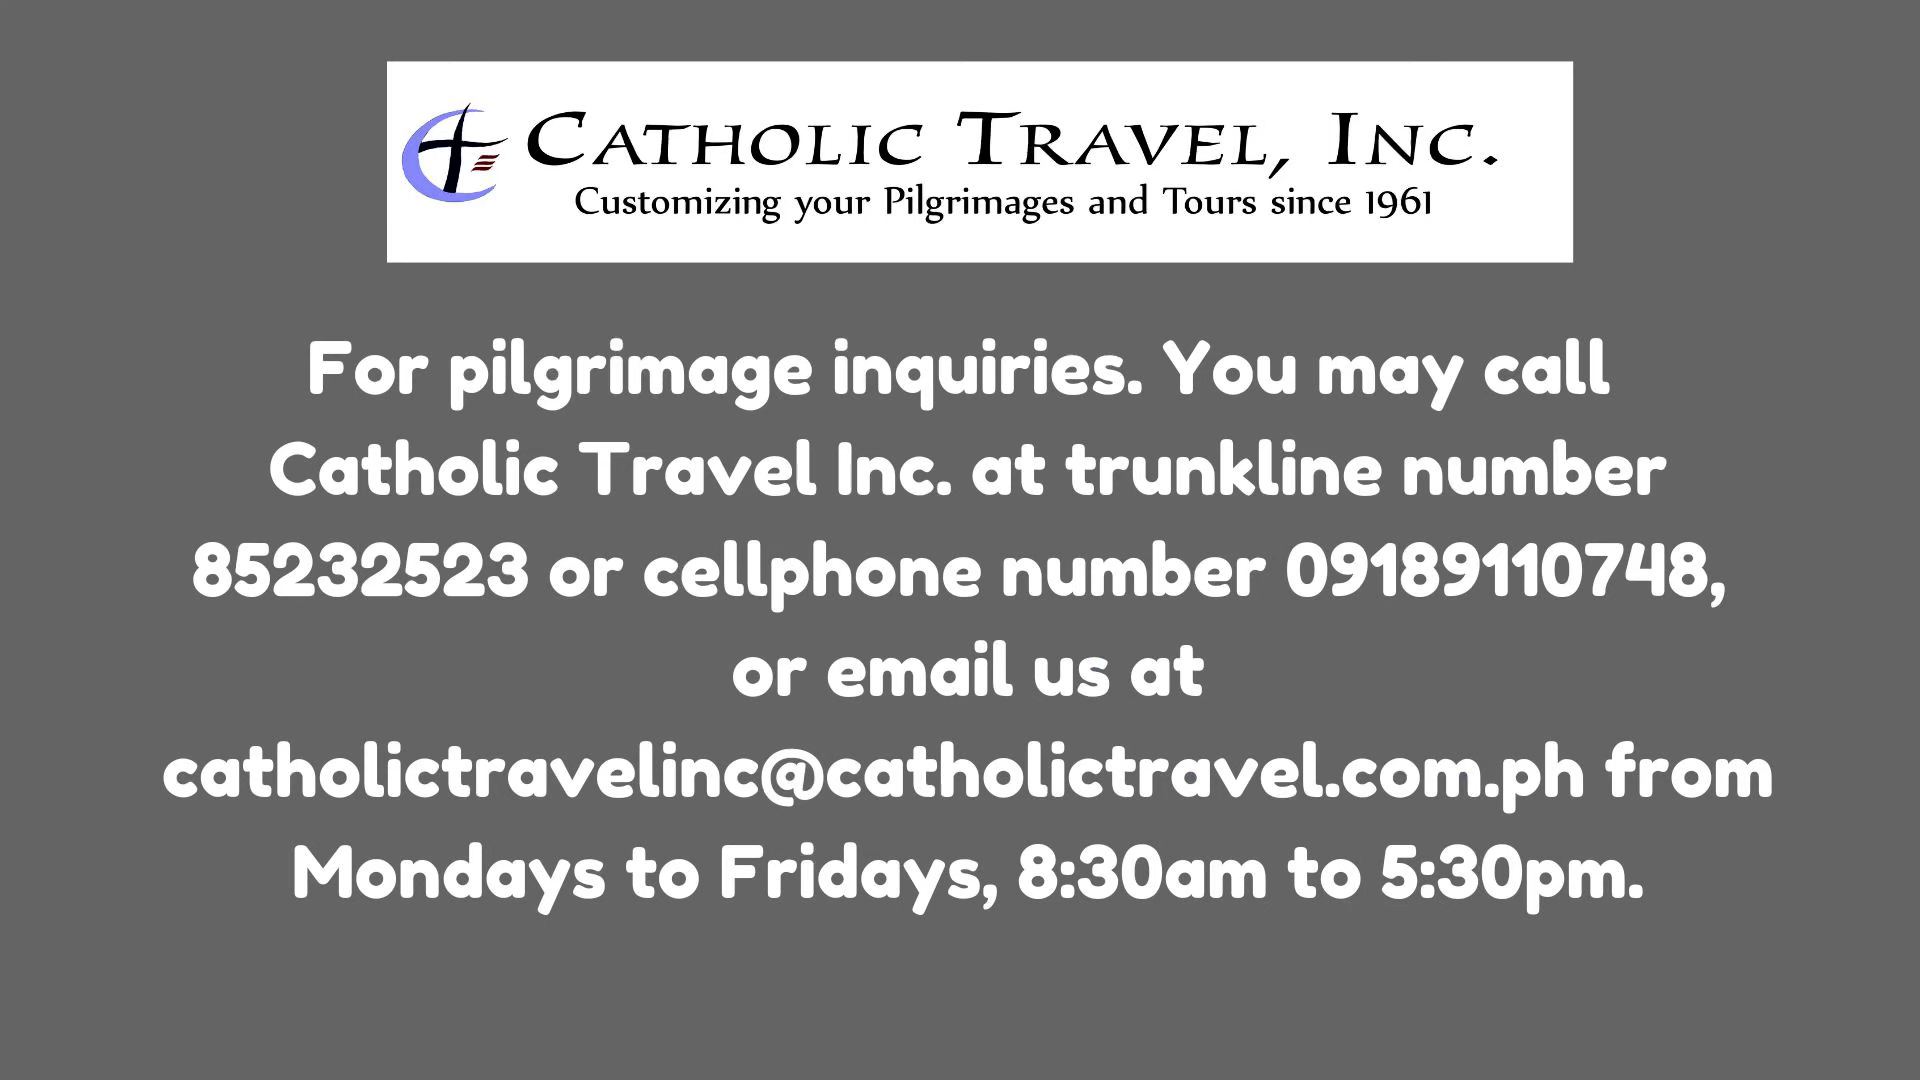 Catholic Travel, Inc.
Customizing your Pilgrimages and Tours since 1961
For pilgrimage inquiries. You may call
Catholic Travel Inc. at trunkline number
85232523 or cellphone number 09189110748,
or email us at
catholictravelinc@catholictravel.com.ph from
Mondays to Fridays, 8:30am to 5:30pm.